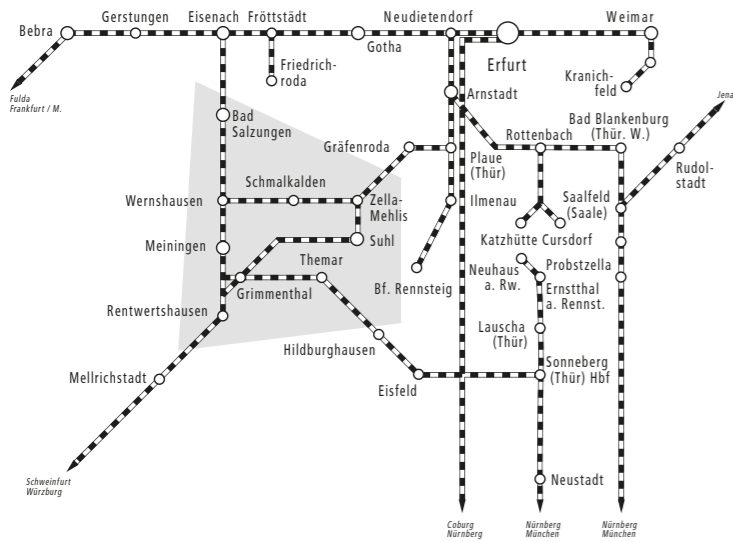 Bebra
Gerstungen
Eisenach
Fröttstädt
Neudietendorf
Weimar
Gotha
Erfurt
Friedrich-
roda
Kranich-
feld
Fulda
Frankfurt / M.
Jena
Arnstadt
Bad
Salzungen
Bad Blankenburg
(Thür. W.)
Rottenbach
Gräfenroda
Plaue
(Thür)
Rudol-
stadt
Schmalkalden
Wernshausen
Zella-
Mehlis
Ilmenau
Saalfeld
(Saale)
Meiningen
Suhl
Katzhütte Cursdorf
Themar
Neuhaus
a. Rw.
Probstzella
Bf. Rennsteig
Grimmenthal
Ernstthal
a. Rennst.
Rentwertshausen
Lauscha
(Thür)
Hildburghausen
Sonneberg
(Thür) Hbf
Mellrichstadt
Eisfeld
Neustadt
Schweinfurt
Würzburg
Coburg
Nürnberg
Nürnberg
München
Nürnberg
München